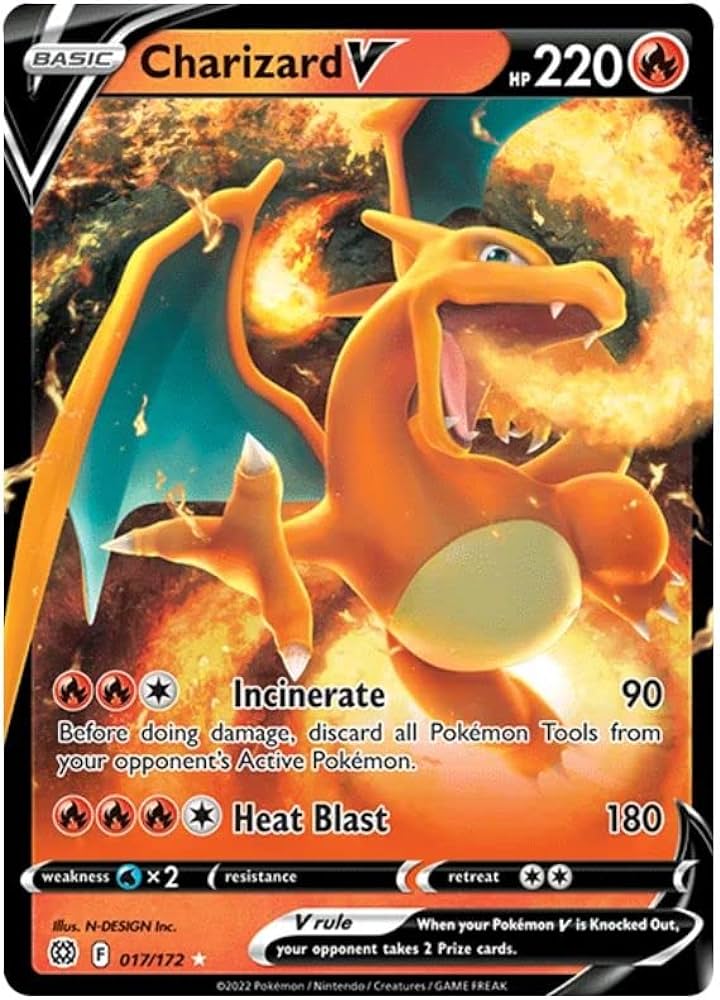 BASIC
Charizard V
HP 220
Incinerate 90
Before doing damage, discard all Pokémon Tools from
your opponent's Active Pokémon.
Heat Blast 180
weakness ×2 resistance retreat
Illus. N-DESIGN Inc.
V rule When your Pokémon V is Knocked Out,
your opponent takes 2 Prize cards.
F 017/172 ★
©2022 Pokémon / Nintendo / Creatures / GAME FREAK